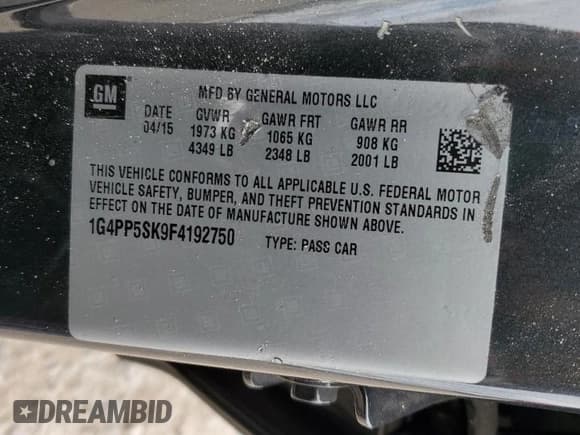 GM
MFD BY GENERAL MOTORS LLC
DATE GVWR GAWR FRT GAWR RR
04/15 1973 KG 1065 KG 908 KG
4349 LB 2348 LB 2001 LB
THIS VEHICLE CONFORMS TO ALL APPLICABLE U.S. FEDERAL MOTOR
VEHICLE SAFETY, BUMPER, AND THEFT PREVENTION STANDARDS IN
EFFECT ON THE DATE OF MANUFACTURE SHOWN ABOVE.
1G4PP5SK9F4192750 TYPE: PASS CAR
DREAMBID